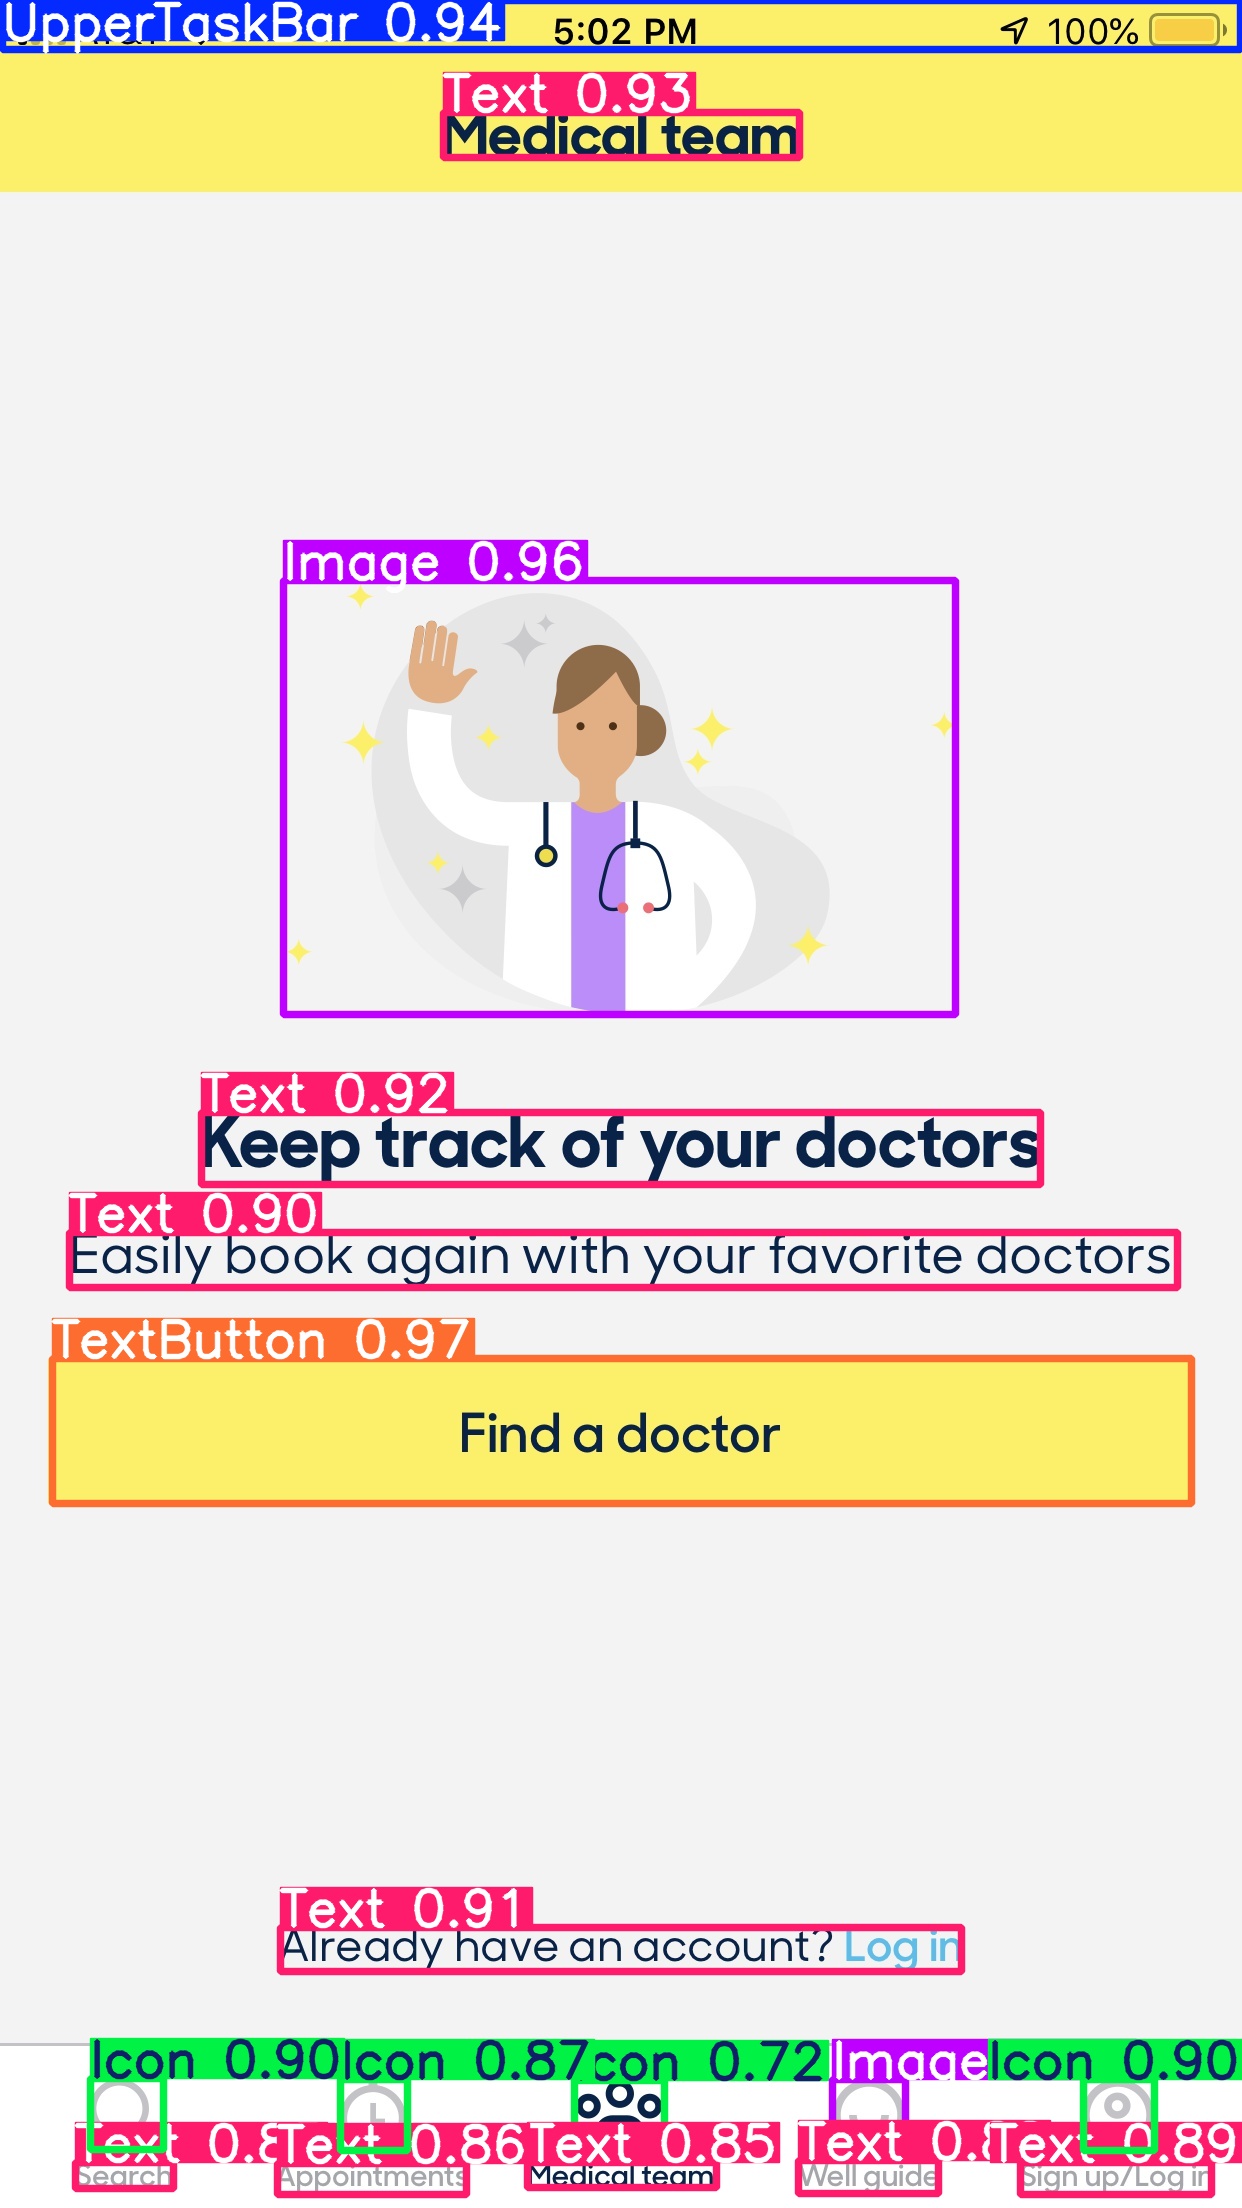 UpperTaskBar 0.94
5:02 PM
100%
Text 0.93
Medical team
Image 0.96
Text 0.92
Keep track of your doctors
Text 0.90
Easily book again with your favorite doctors
TextButton 0.97
Find a doctor
Text 0.91
Already have an account? Log in
Icon 0.90 Icon 0.87 con 0.72 Image Icon 0.90
Text 0.8 Text 0.86 Text 0.85 Text 0.8 Text 0.89
Search Appointments Medical team Well guide Sign up/Log in